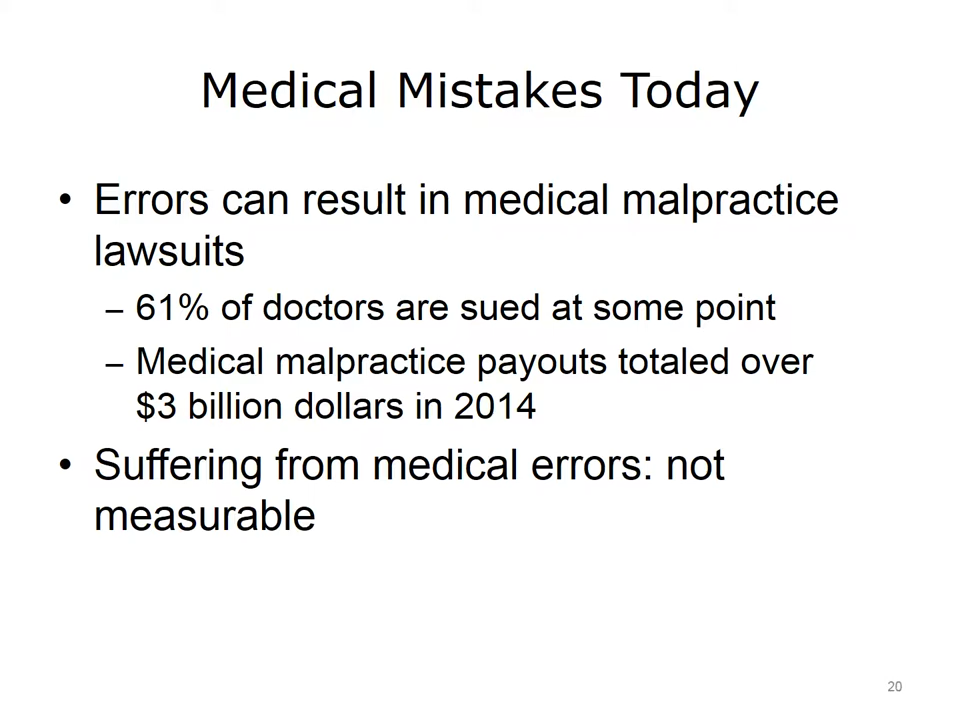 Medical Mistakes Today
• Errors can result in medical malpractice
lawsuits
– 61% of doctors are sued at some point
– Medical malpractice payouts totaled over
$3 billion dollars in 2014
• Suffering from medical errors: not
measurable
20